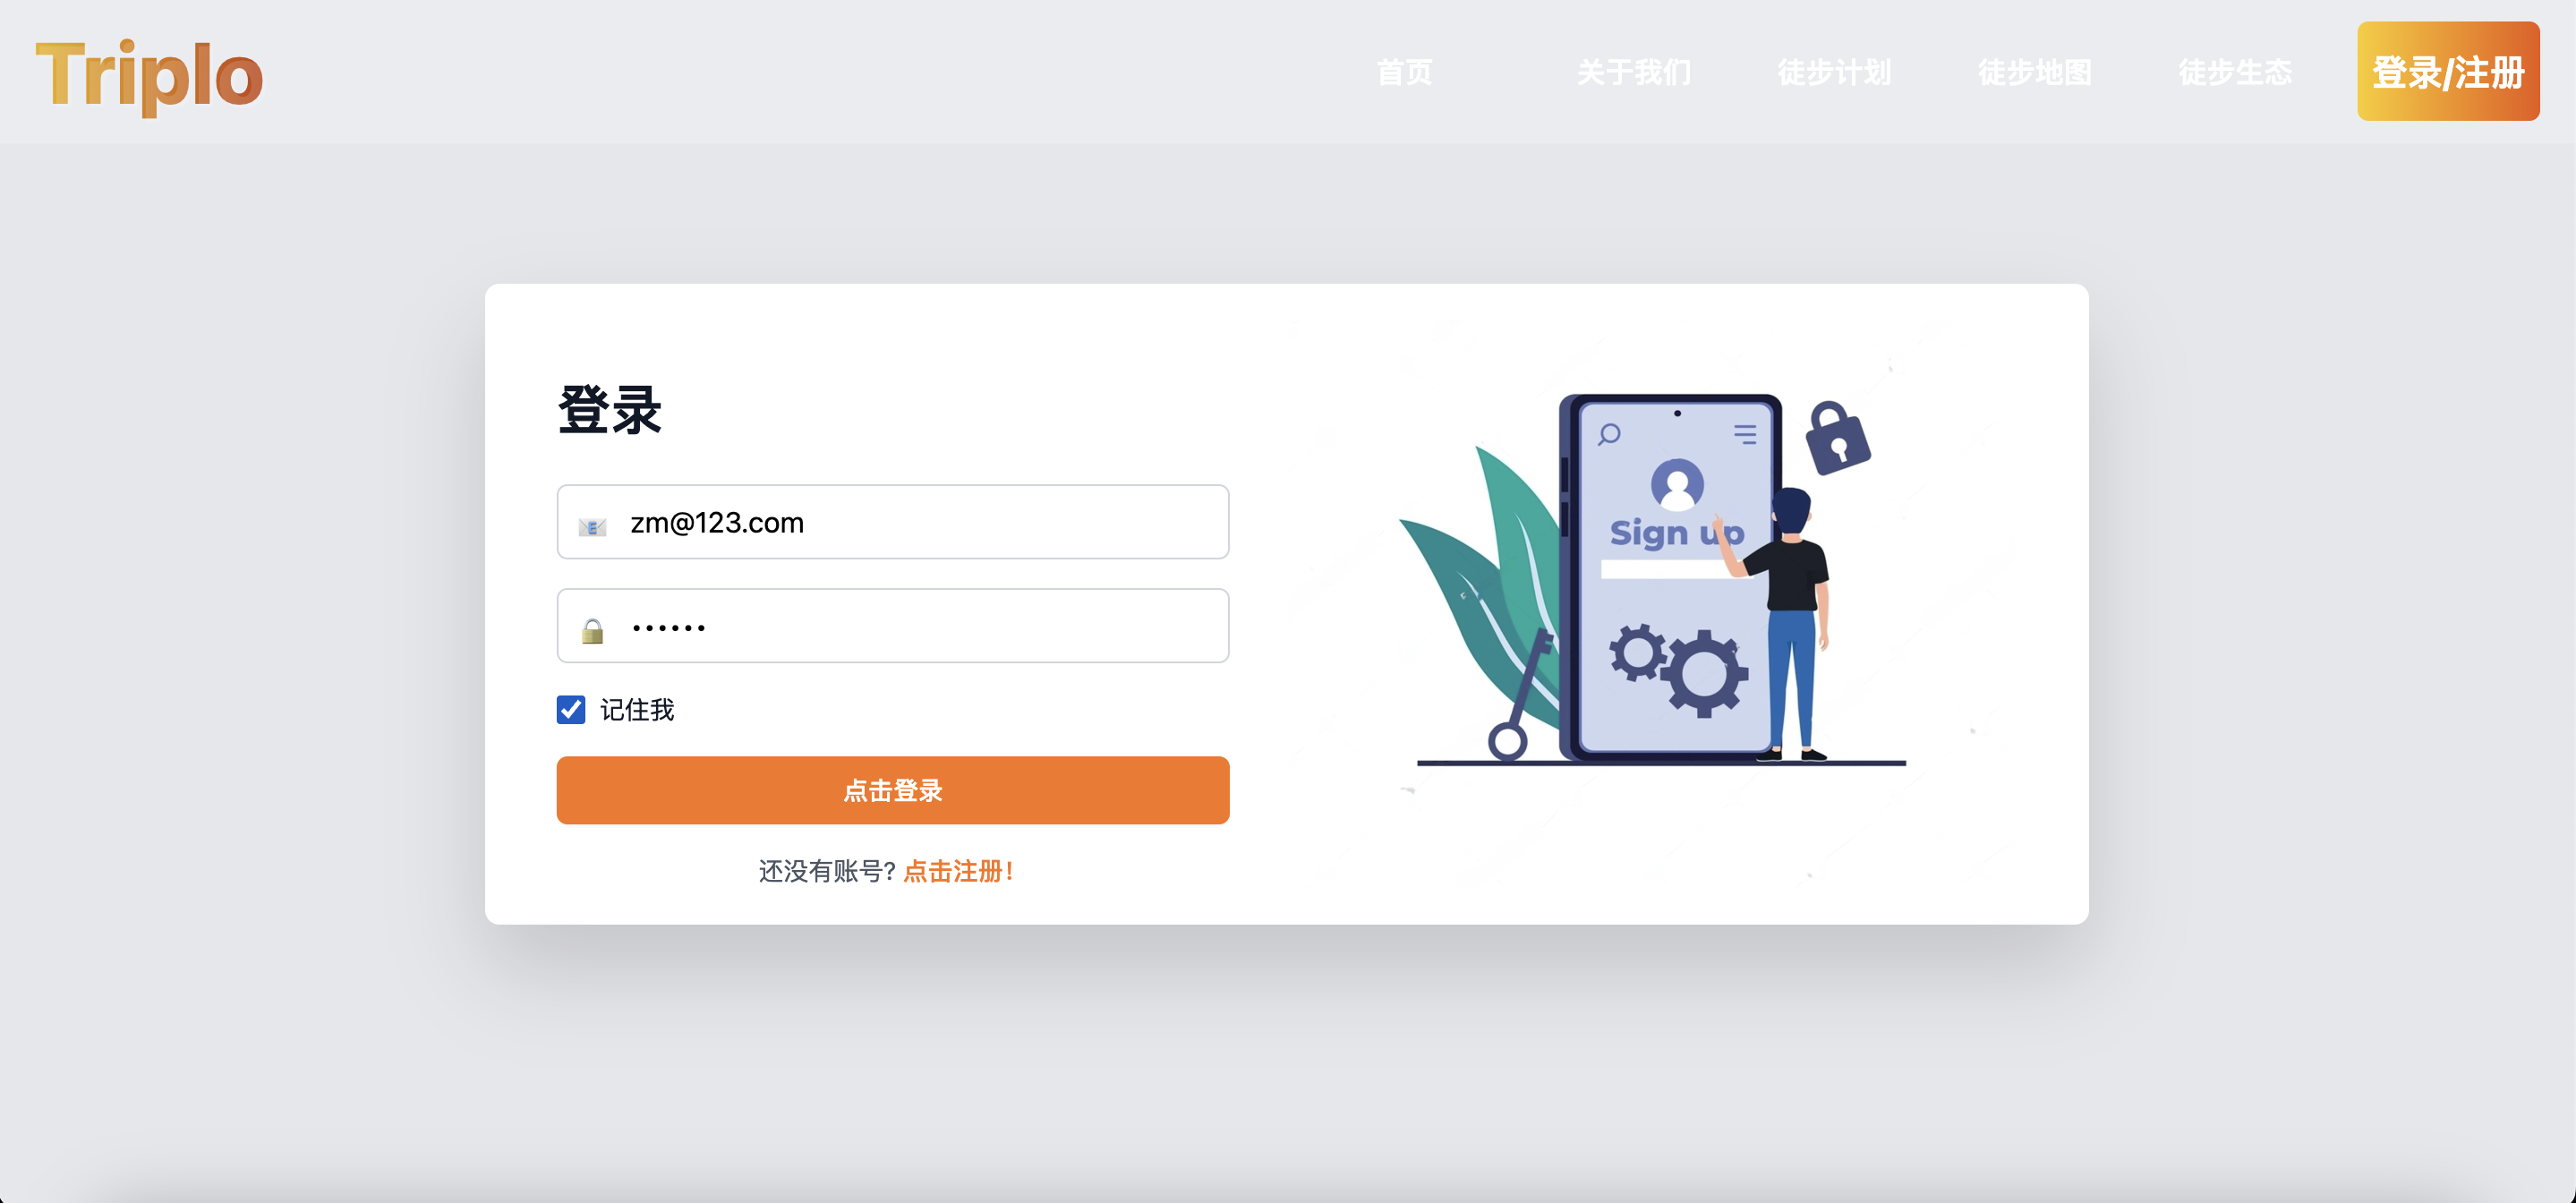 Triplo
首页 关于我们 徒步计划 徒步地图 徒步生态 登录/注册
登录
zm@123.com
••••••
记住我
点击登录
还没有账号? 点击注册!
Sign up